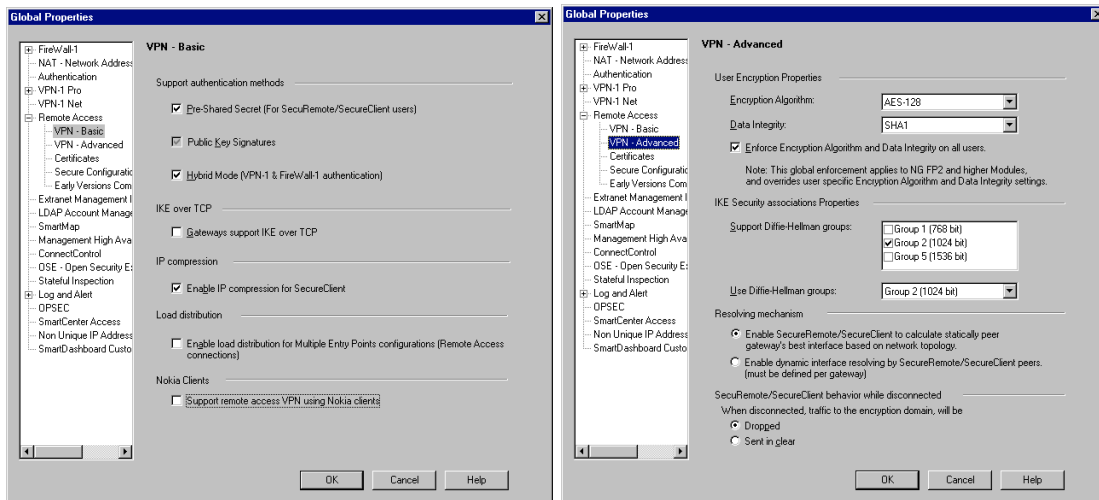 Global Properties
FireWall-1
NAT - Network Address
Authentication
VPN-1 Pro
VPN-1 Net
Remote Access
VPN - Basic
VPN - Advanced
Certificates
Secure Configuratio
Early Versions Com
Extranet Management I
LDAP Account Manage
SmartMap
Management High Ava
ConnectControl
OSE - Open Security E
Stateful Inspection
Log and Alert
OPSEC
SmartCenter Access
Non Unique IP Address
SmartDashboard Custo
VPN - Basic
Support authentication methods
Pre-Shared Secret (For SecuRemote/SecureClient users)
Public Key Signatures
Hybrid Mode (VPN-1 & FireWall-1 authentication)
IKE over TCP
Gateways support IKE over TCP
IP compression
Enable IP compression for SecureClient
Load distribution
Enable load distribution for Multiple Entry Points configurations (Remote Access
connections)
Nokia Clients
Support remote access VPN using Nokia clients
OK
Cancel
Help
Global Properties
FireWall-1
NAT - Network Address
Authentication
VPN-1 Pro
VPN-1 Net
Remote Access
VPN - Basic
VPN - Advanced
Certificates
Secure Configuratio
Early Versions Com
Extranet Management I
LDAP Account Manage
SmartMap
Management High Ava
ConnectControl
OSE - Open Security E
Stateful Inspection
Log and Alert
OPSEC
SmartCenter Access
Non Unique IP Address
SmartDashboard Custo
VPN - Advanced
User Encryption Properties
Encryption Algorithm:
AES-128
Data Integrity:
SHA1
Enforce Encryption Algorithm and Data Integrity on all users.
Note: This global enforcement applies to NG FP2 and higher Modules,
and overrides user specific Encryption Algorithm and Data Integrity settings.
IKE Security associations Properties
Support Diffie-Hellman groups:
Group 1 (768 bit)
Group 2 (1024 bit)
Group 5 (1536 bit)
Use Diffie-Hellman groups:
Group 2 (1024 bit)
Resolving mechanism
Enable SecureRemote/SecureClient to calculate statically peer
gateway's best interface based on network topology.
Enable dynamic interface resolving by SecureRemote/SecureClient peers.
(must be defined per gateway)
SecuRemote/SecureClient behavior while disconnected
When disconnected, traffic to the encryption domain, will be
Dropped
Sent in clear
OK
Cancel
Help